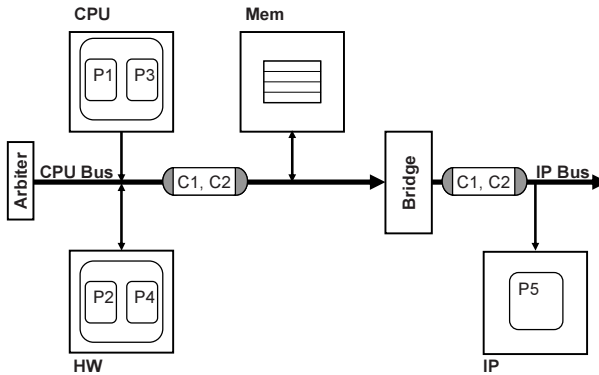 CPU
Mem
P1
P3
Arbiter
CPU Bus
C1, C2
Bridge
C1, C2
IP Bus
P2
P4
P5
HW
IP